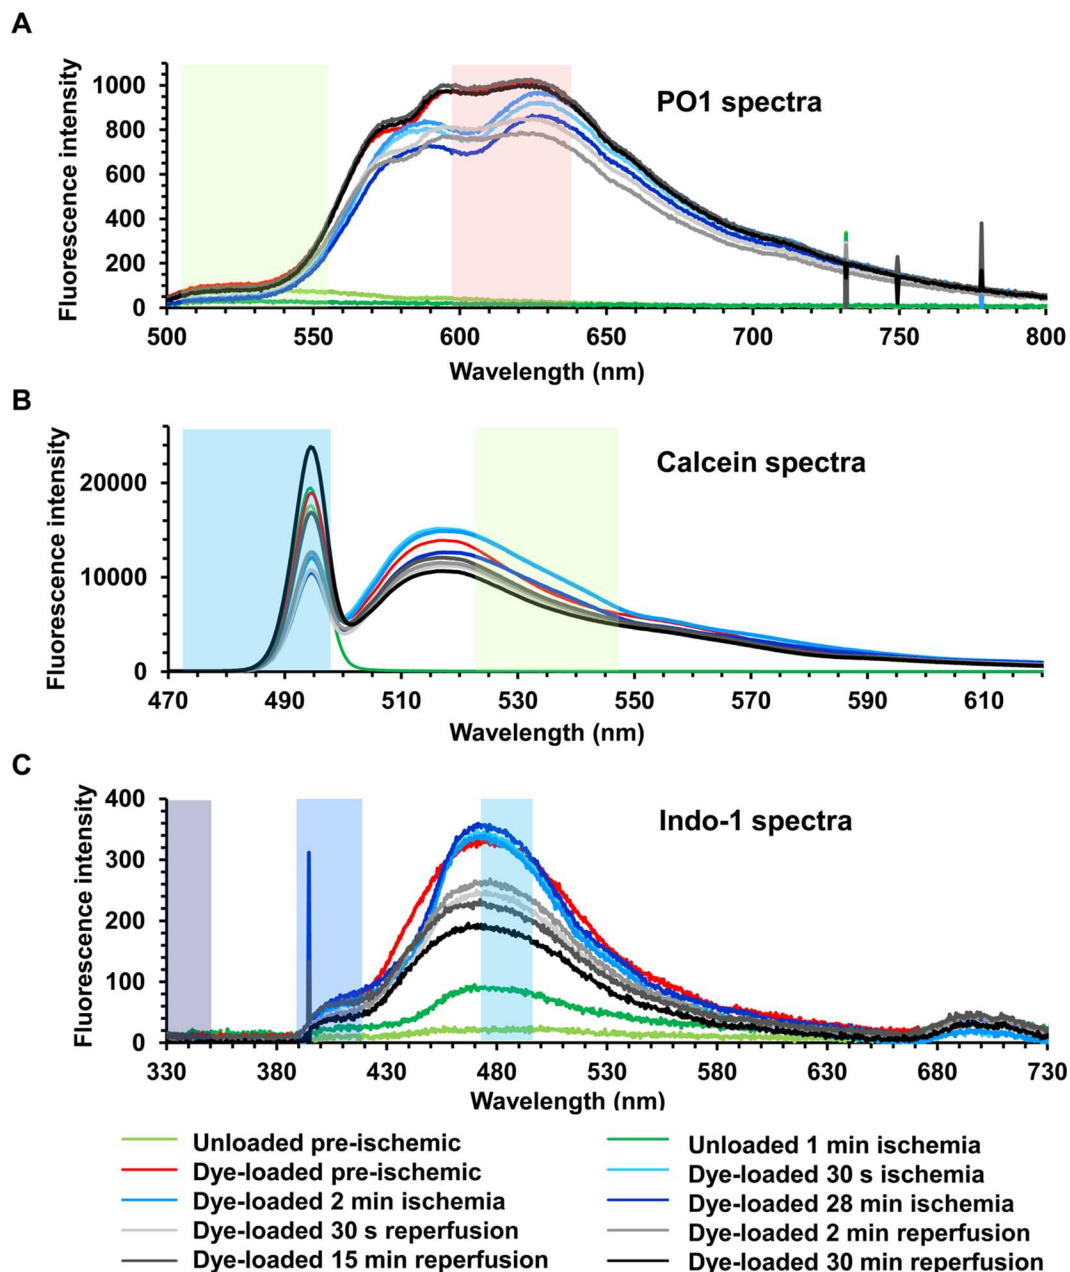 A
PO1 spectra
Fluorescence intensity
1000
800
600
400
200
0
500 550 600 650 700 750 800
Wavelength (nm)
B
Calcein spectra
Fluorescence intensity
20000
10000
0
470 490 510 530 550 570 590 610
Wavelength (nm)
C
Indo-1 spectra
Fluorescence intensity
400
300
200
100
0
330 380 430 480 530 580 630 680 730
Wavelength (nm)
Unloaded pre-ischemic
Dye-loaded pre-ischemic
Dye-loaded 2 min ischemia
Dye-loaded 30 s reperfusion
Dye-loaded 15 min reperfusion
Unloaded 1 min ischemia
Dye-loaded 30 s ischemia
Dye-loaded 28 min ischemia
Dye-loaded 2 min reperfusion
Dye-loaded 30 min reperfusion